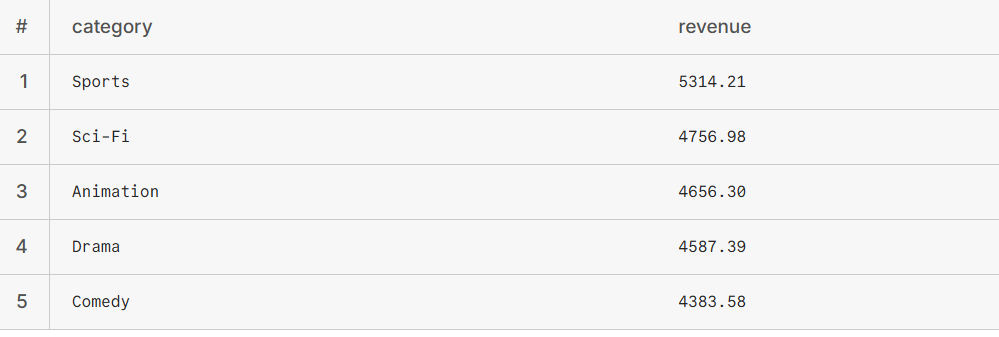 # category revenue
1 Sports 5314.21
2 Sci-Fi 4756.98
3 Animation 4656.30
4 Drama 4587.39
5 Comedy 4383.58